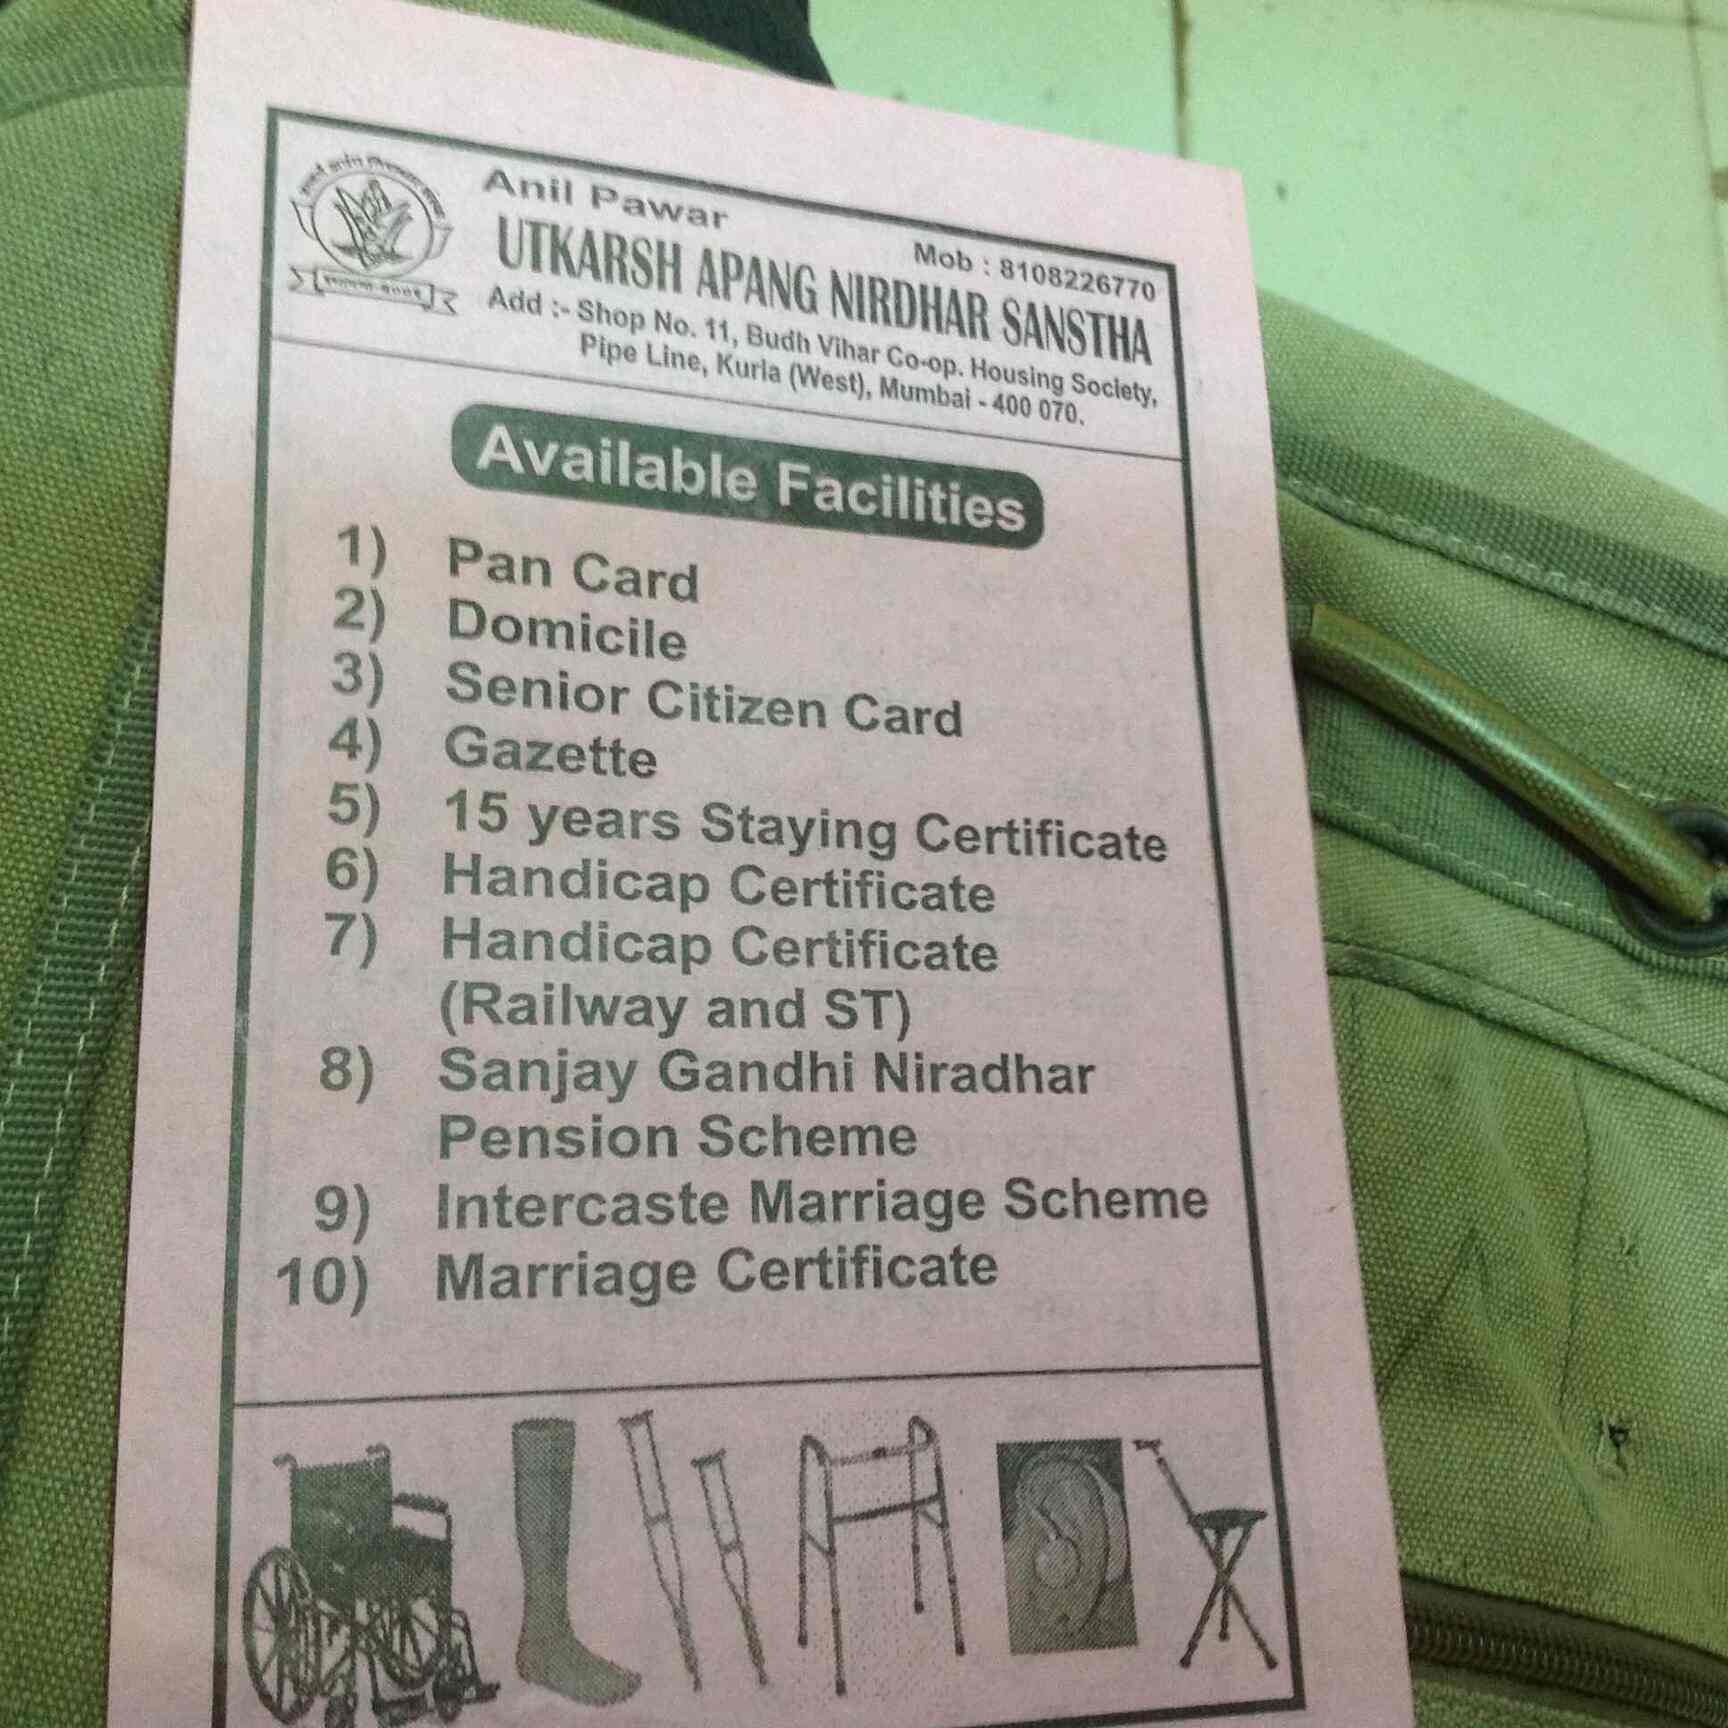 Anil Pawar
Mob : 8108226770
UTKARSH APANG NIRDHAR SANSTHA
Add :- Shop No. 11, Budh Vihar Co-op. Housing Society,
Pipe Line, Kurla (West), Mumbai - 400 070.
Available Facilities
1) Pan Card
2) Domicile
3) Senior Citizen Card
4) Gazette
5) 15 years Staying Certificate
6) Handicap Certificate
7) Handicap Certificate
(Railway and ST)
8) Sanjay Gandhi Niradhar
Pension Scheme
9) Intercaste Marriage Scheme
10) Marriage Certificate